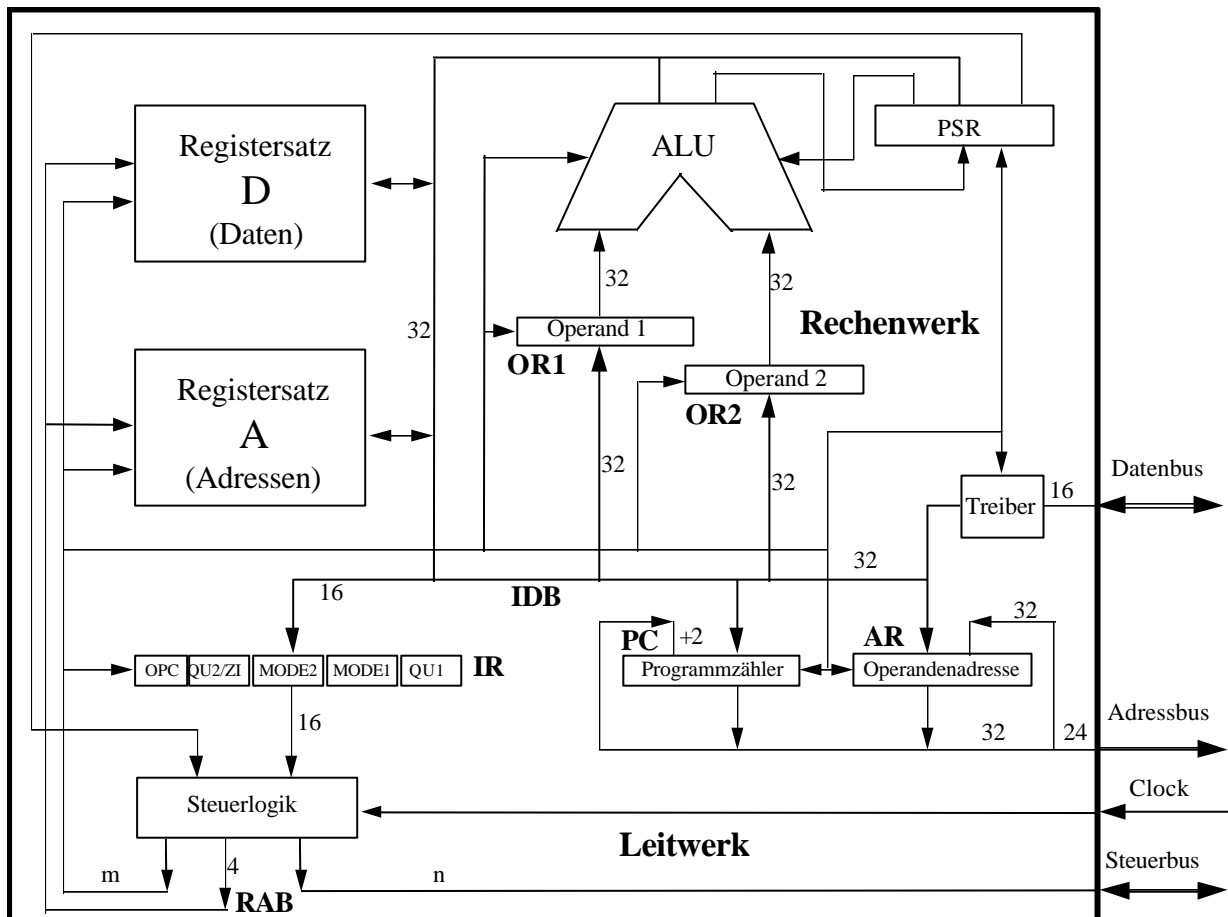 PSR
Registersatz
D
(Daten)
ALU
32
32
32
Operand 1
OR1
Rechenwerk
Operand 2
OR2
Registersatz
A
(Adressen)
32
32
Datenbus
16
Treiber
32
16
IDB
PC
+2
AR
32
OPC
QU2/ZI
MODE2
MODE1
QU1
IR
Programmzähler
Operandenadresse
16
32
24
Adressbus
Steuerlogik
Clock
Leitwerk
m
4
RAB
n
Steuerbus